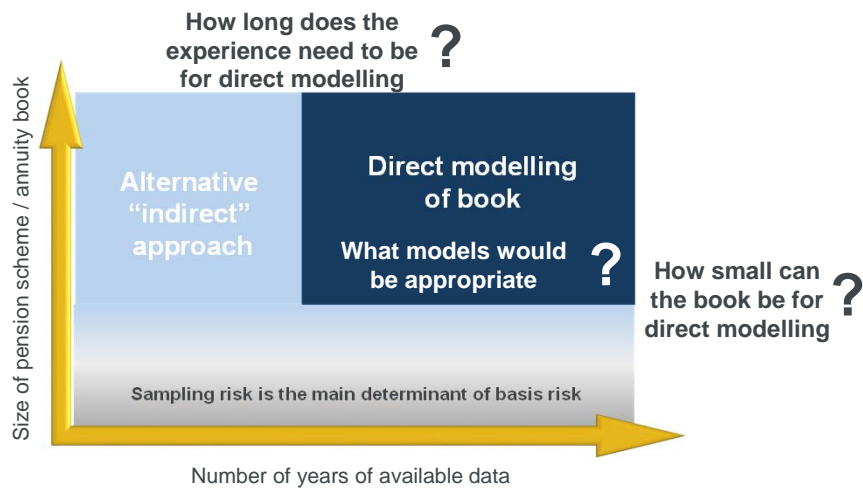 How long does the
experience need to be
for direct modelling
?
Size of pension scheme / annuity book
Alternative
“indirect”
approach
Direct modelling
of book
What models would
be appropriate
?
How small can
the book be for
direct modelling
?
Sampling risk is the main determinant of basis risk
Number of years of available data